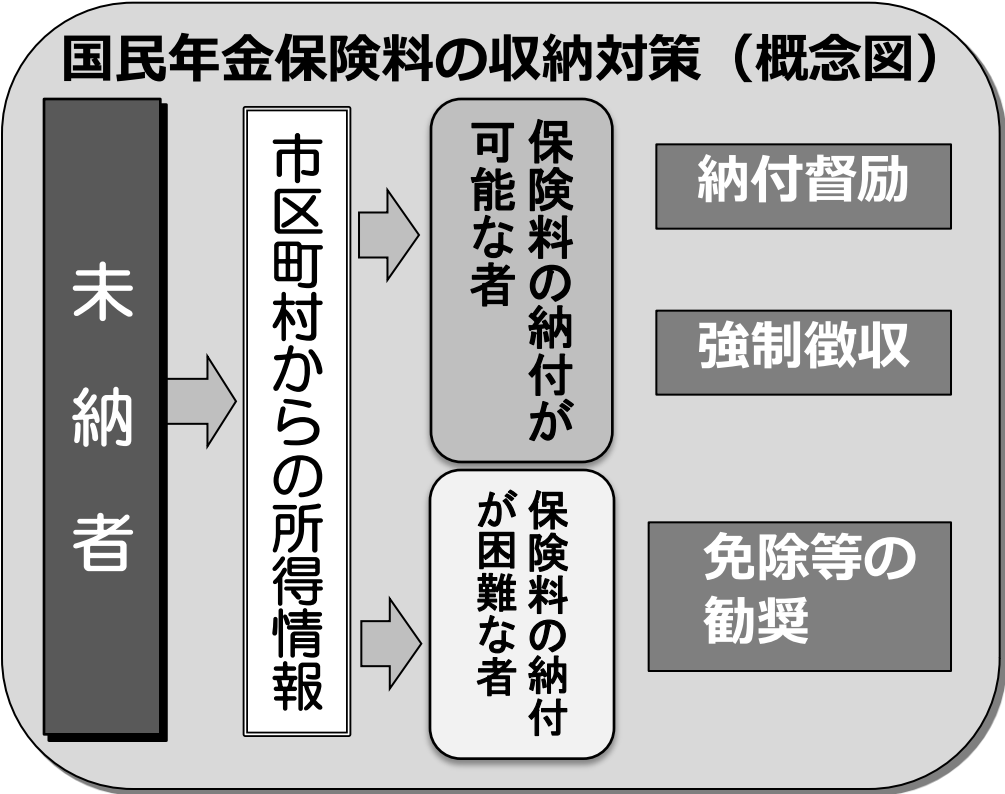 国民年金保険料の収納対策（概念図）
未納者
市区町村からの所得情報
保険料の納付が
可能な者
納付督励
強制徴収
保険料の納付
が困難な者
免除等の
勧奨